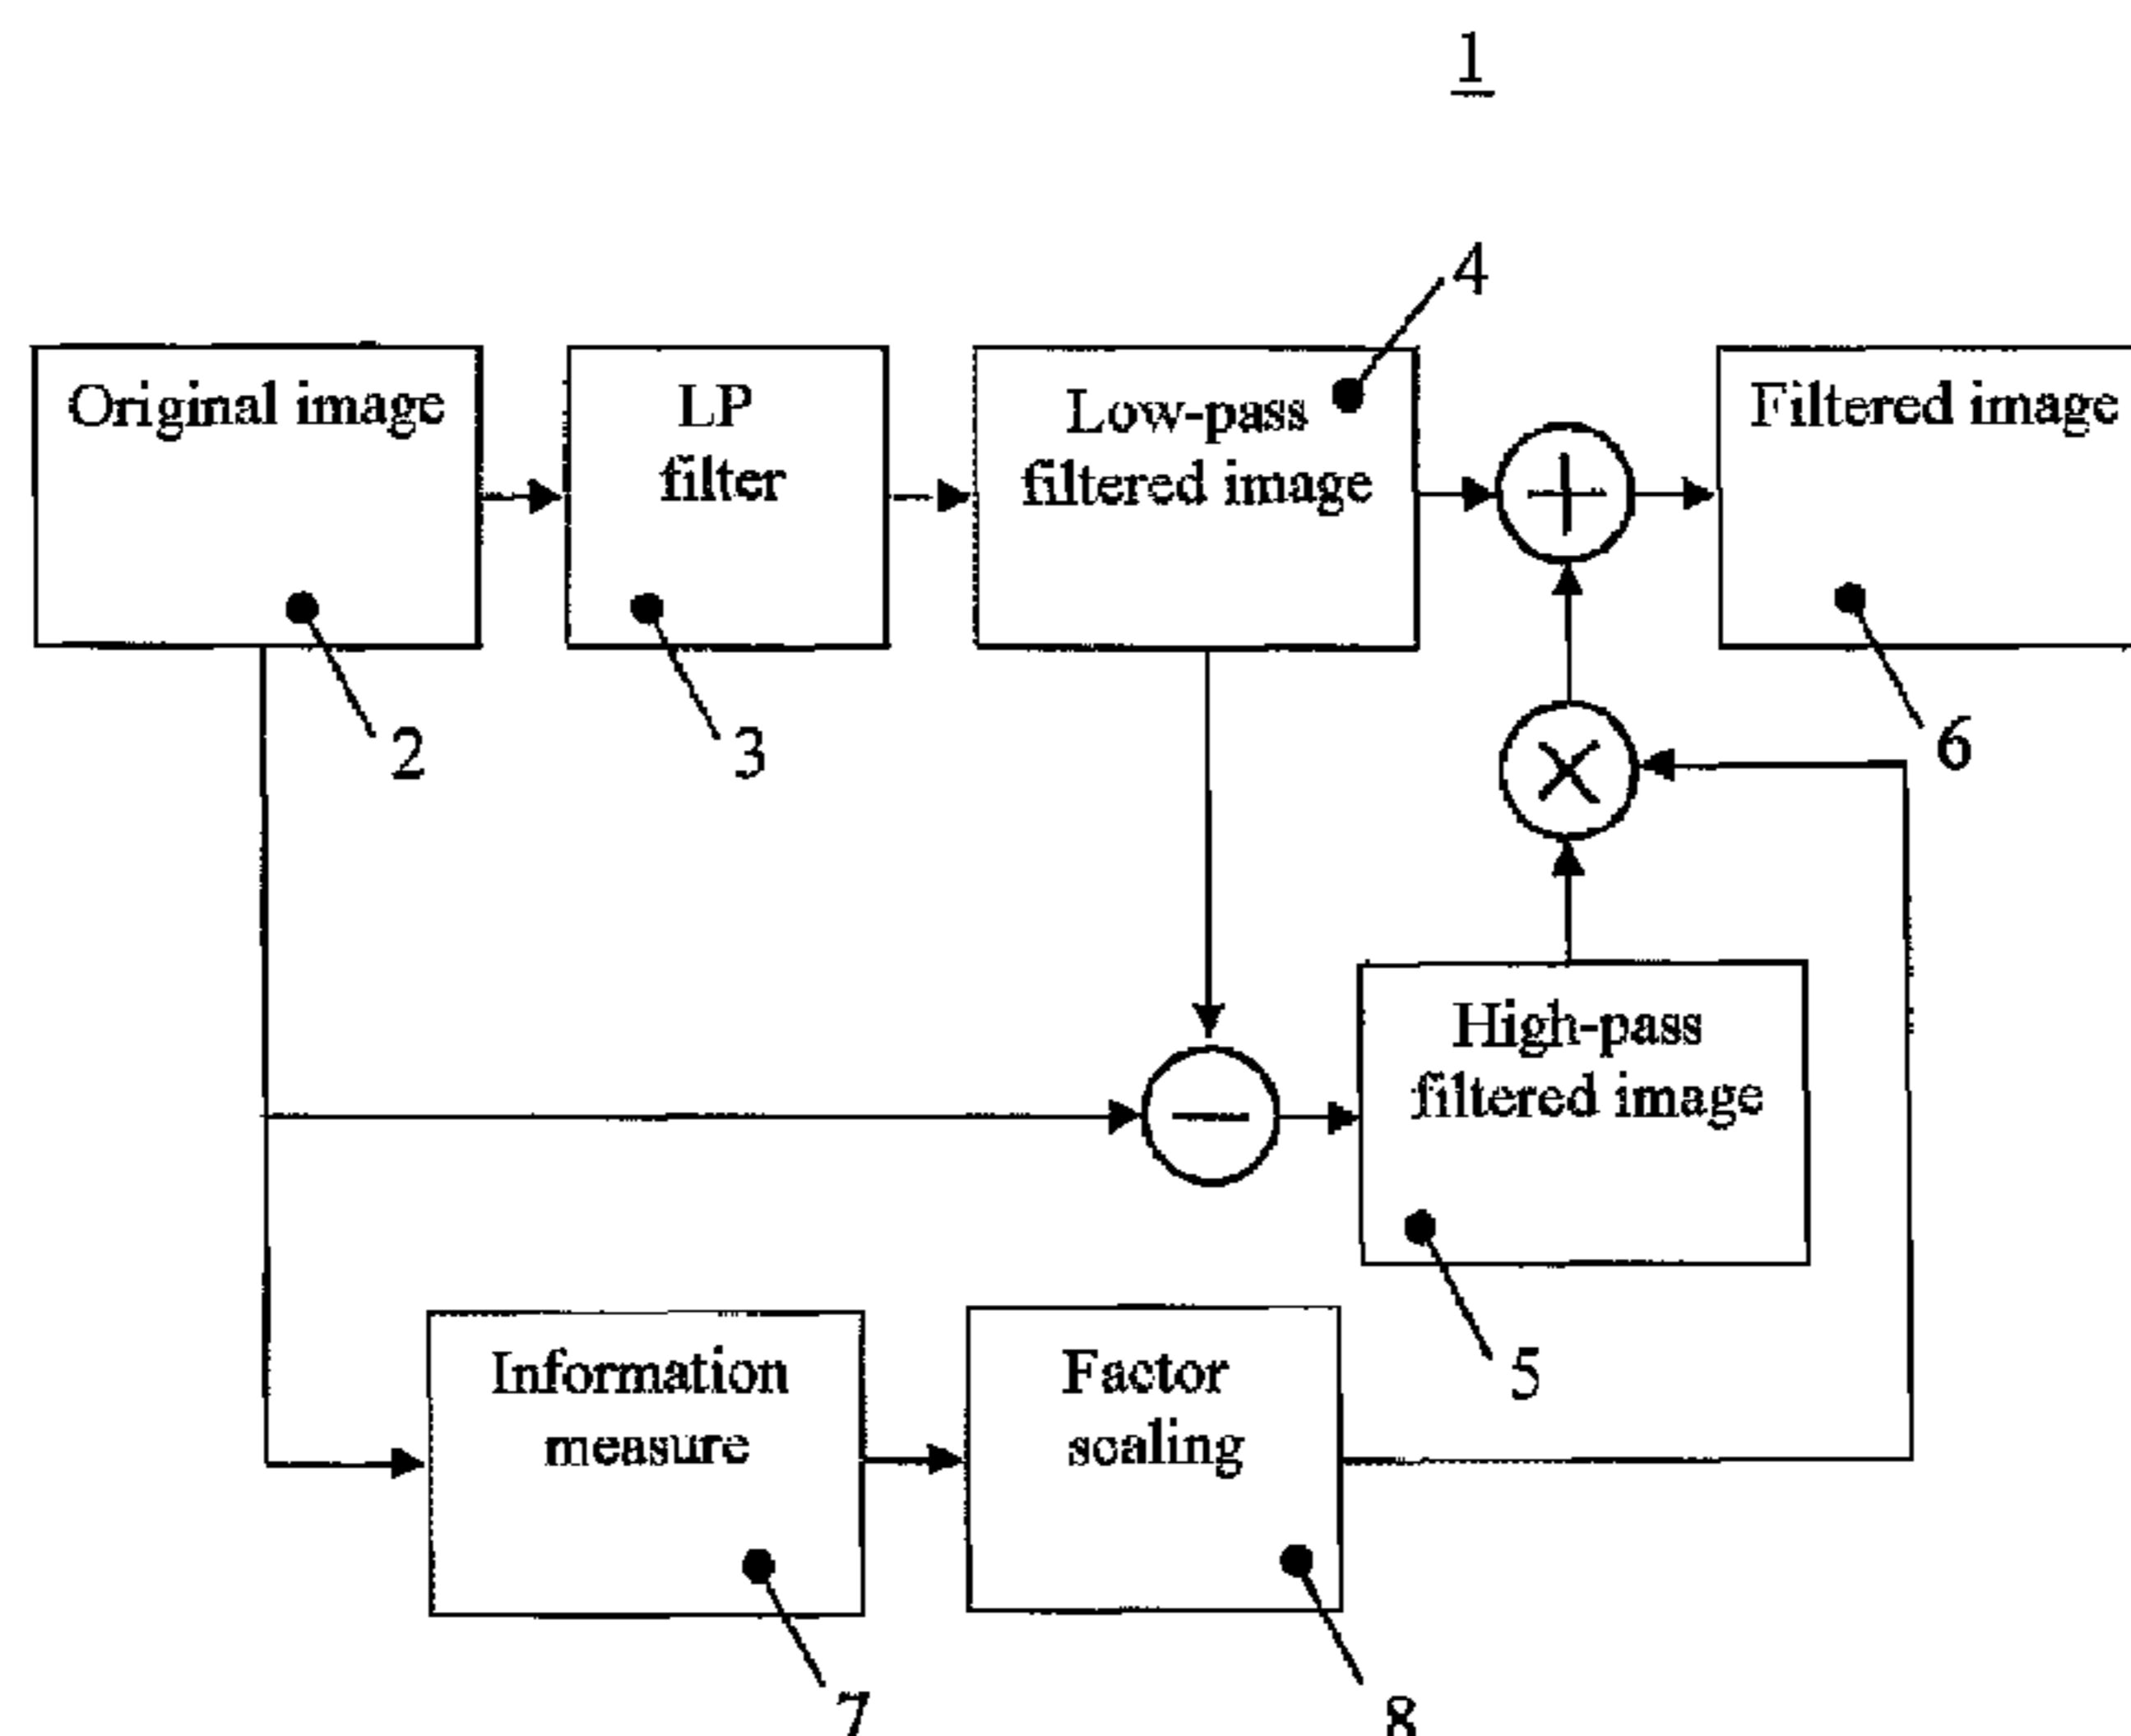 1
4
Original image
LP
filter
Low-pass
filtered image
Filtered image
+
2
3
6
×
High-pass
filtered image
−
5
Information
measure
Factor
scaling
7
8